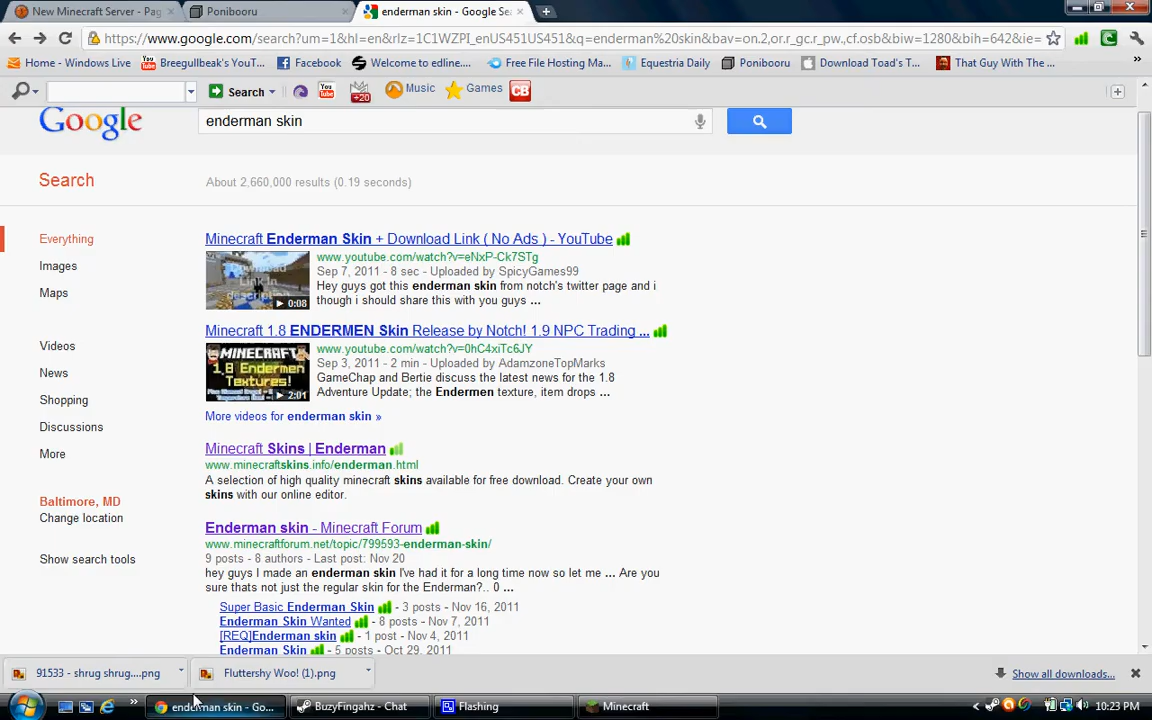 New Minecraft Server - Pag
Ponibooru
enderman skin - Google Sea
https://www.google.com/search?um=1&hl=en&rlz=1C1WZPI_enUS451US451&q=enderman%20skin&bav=on.2,or.r_gc.r_pw.,cf.osb&biw=1280&bih=642&ie=
Home - Windows Live
Breegullbeak's YouT...
Facebook
Welcome to edline....
Free File Hosting Ma...
Equestria Daily
Ponibooru
Download Toad's T...
That Guy With The ...
Search
+20
Music
Games
CB
Google
enderman skin
Search
About 2,660,000 results (0.19 seconds)
Everything
Images
Maps
Videos
News
Shopping
Discussions
More
Baltimore, MD
Change location
Show search tools
Minecraft Enderman Skin + Download Link ( No Ads ) - YouTube
www.youtube.com/watch?v=eNxP-Ck7STg
Sep 7, 2011 - 8 sec - Uploaded by SpicyGames99
Hey guys got this enderman skin from notch's twitter page and i
though i should share this with you guys ...
Download
Link in
description
0:08
Minecraft 1.8 ENDERMEN Skin Release by Notch! 1.9 NPC Trading ...
www.youtube.com/watch?v=0hC4xiTc6JY
Sep 3, 2011 - 2 min - Uploaded by AdamzoneTopMarks
GameChap and Bertie discuss the latest news for the 1.8
Adventure Update; the Endermen texture, item drops ...
MINECRAFT
1.8 Endermen
Textures!
2:01
More videos for enderman skin »
Minecraft Skins | Enderman
www.minecraftskins.info/enderman.html
A selection of high quality minecraft skins available for free download. Create your own
skins with our online editor.
Enderman skin - Minecraft Forum
www.minecraftforum.net/topic/799593-enderman-skin/
9 posts - 8 authors - Last post: Nov 20
hey guys I made an enderman skin I've had it for a long time now so let me ... Are you
sure thats not just the regular skin for the Enderman?.. 0 ...
Super Basic Enderman Skin - 3 posts - Nov 16, 2011
Enderman Skin Wanted - 8 posts - Nov 7, 2011
[REQ]Enderman skin - 1 post - Nov 4, 2011
Enderman Skin - 5 posts - Oct 29, 2011
91533 - shrug shrug....png
Fluttershy Woo! (1).png
Show all downloads...
enderman skin - Go...
BuzyFingahz - Chat
Flashing
Minecraft
10:23 PM